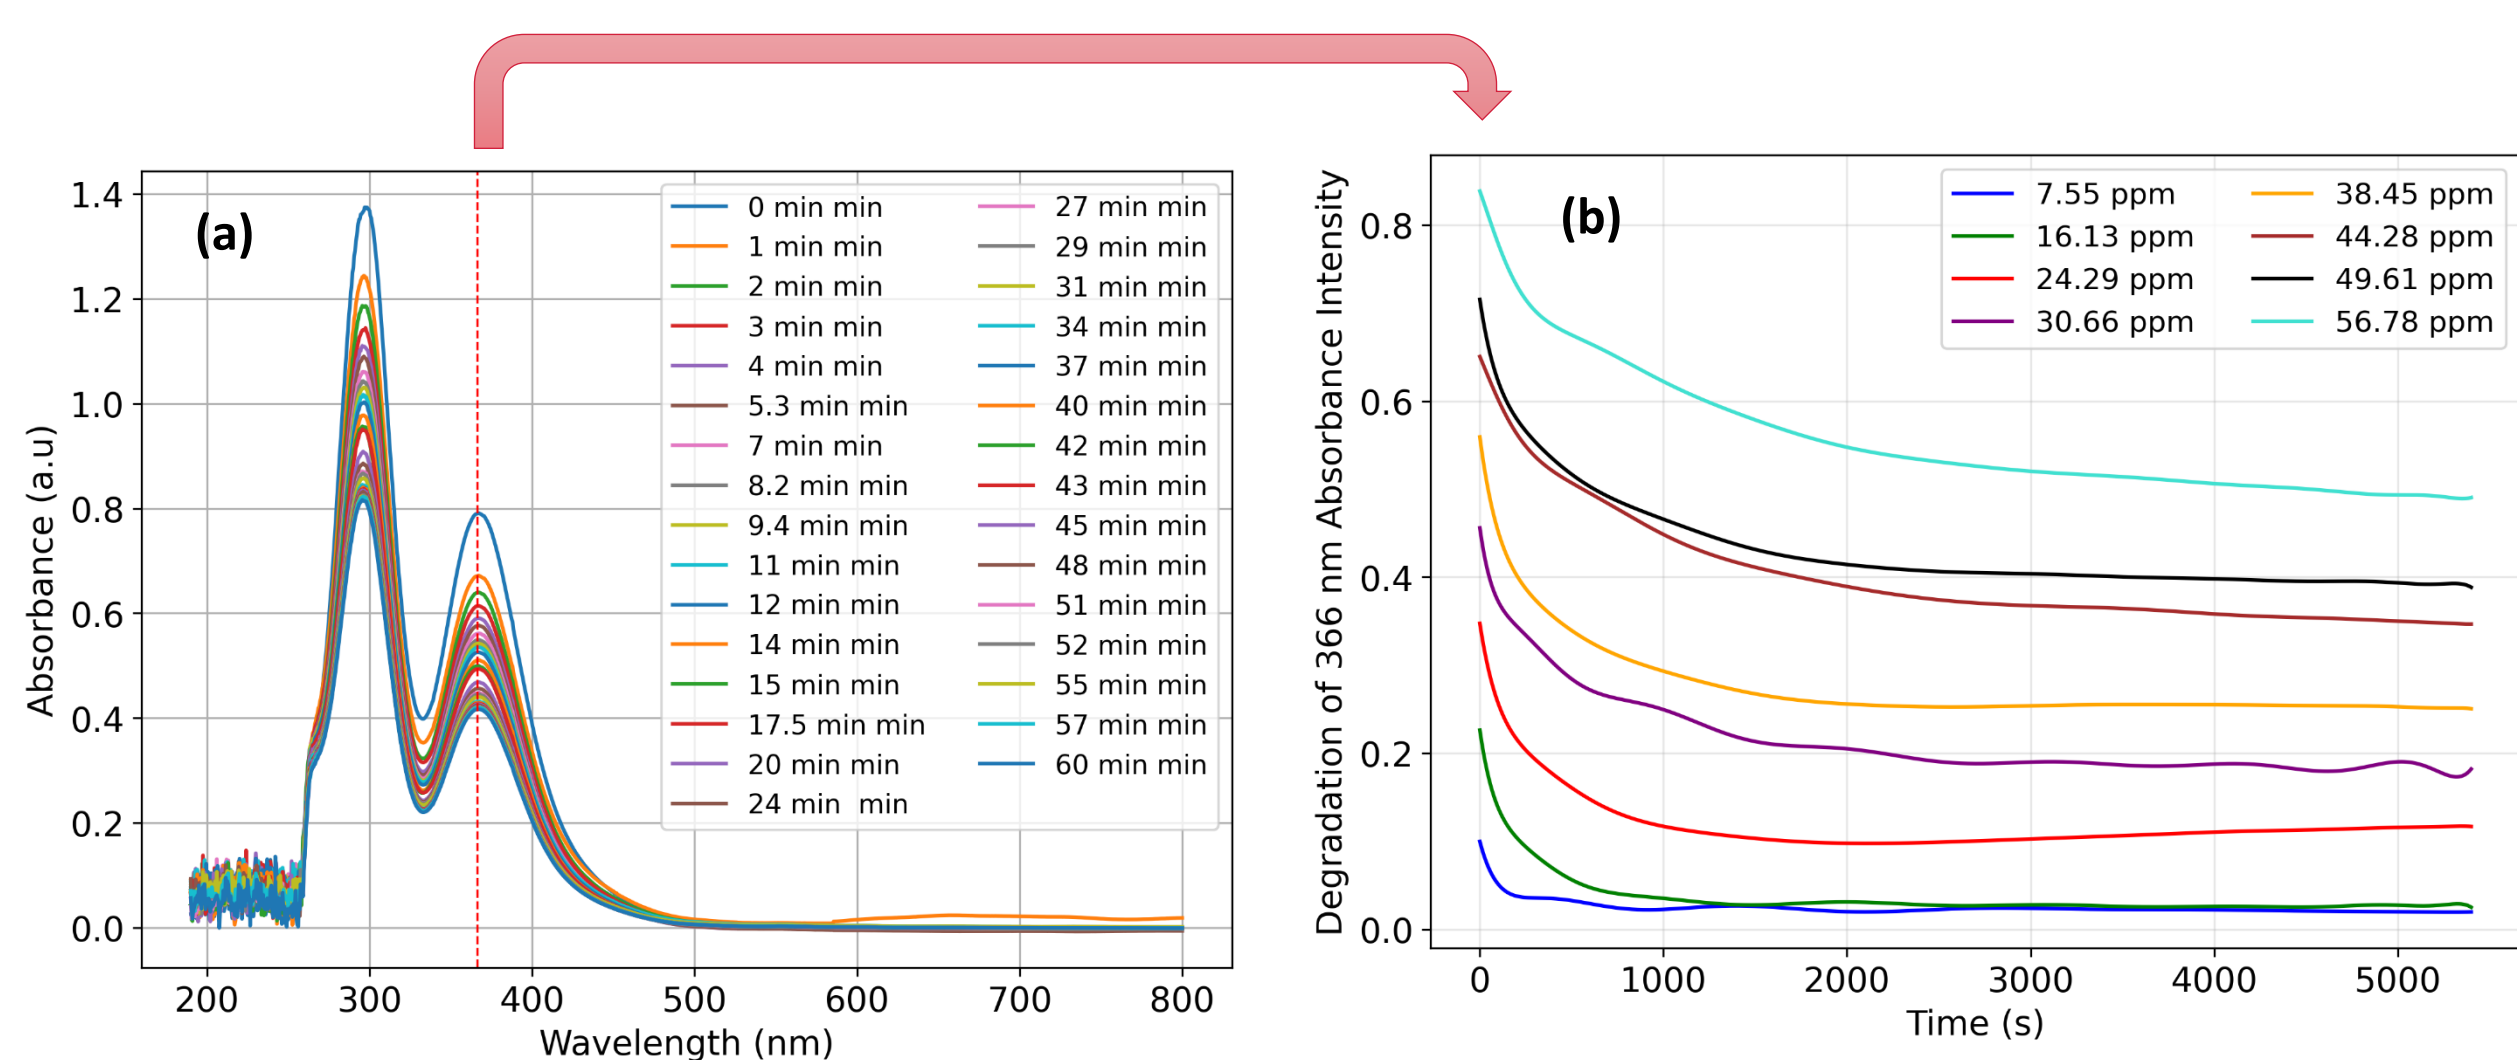 (a)
Absorbance (a.u)
1.4
1.2
1.0
0.8
0.6
0.4
0.2
0.0
200 300 400 500 600 700 800
Wavelength (nm)
0 min min
1 min min
2 min min
3 min min
4 min min
5.3 min min
7 min min
8.2 min min
9.4 min min
11 min min
12 min min
14 min min
15 min min
17.5 min min
20 min min
24 min  min
27 min min
29 min min
31 min min
34 min min
37 min min
40 min min
42 min min
43 min min
45 min min
48 min min
51 min min
52 min min
55 min min
57 min min
60 min min
(b)
Degradation of 366 nm Absorbance Intensity
0.8
0.6
0.4
0.2
0.0
0 1000 2000 3000 4000 5000
Time (s)
7.55 ppm
16.13 ppm
24.29 ppm
30.66 ppm
38.45 ppm
44.28 ppm
49.61 ppm
56.78 ppm